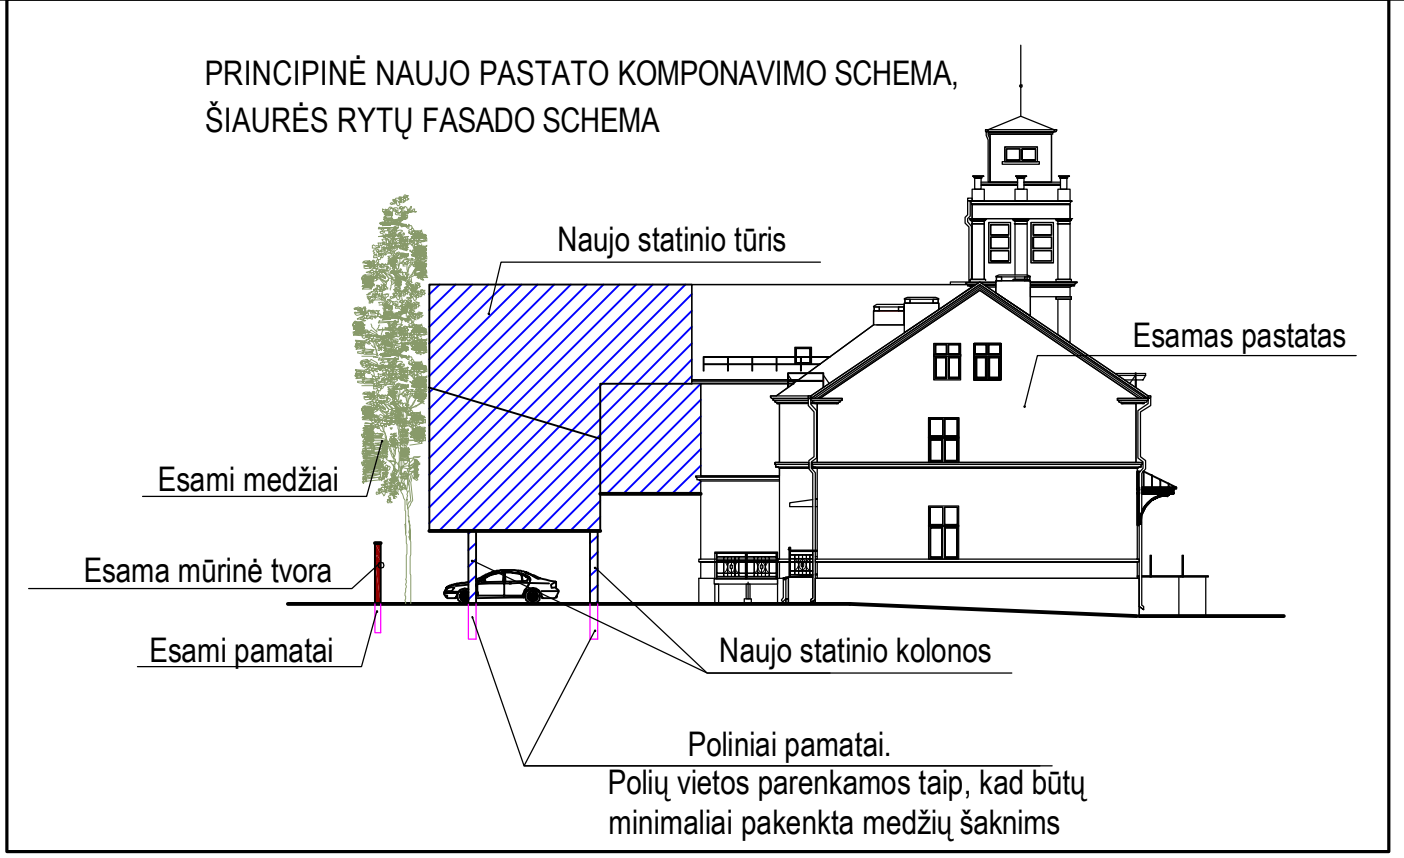 PRINCIPINĖ NAUJO PASTATO KOMPONAVIMO SCHEMA,
ŠIAURĖS RYTŲ FASADO SCHEMA
Naujo statinio tūris
Esamas pastatas
Esami medžiai
Esama mūrinė tvora
Esami pamatai
Naujo statinio kolonos
Poliniai pamatai.
Polių vietos parenkamos taip, kad būtų
minimaliai pakenkta medžių šaknims